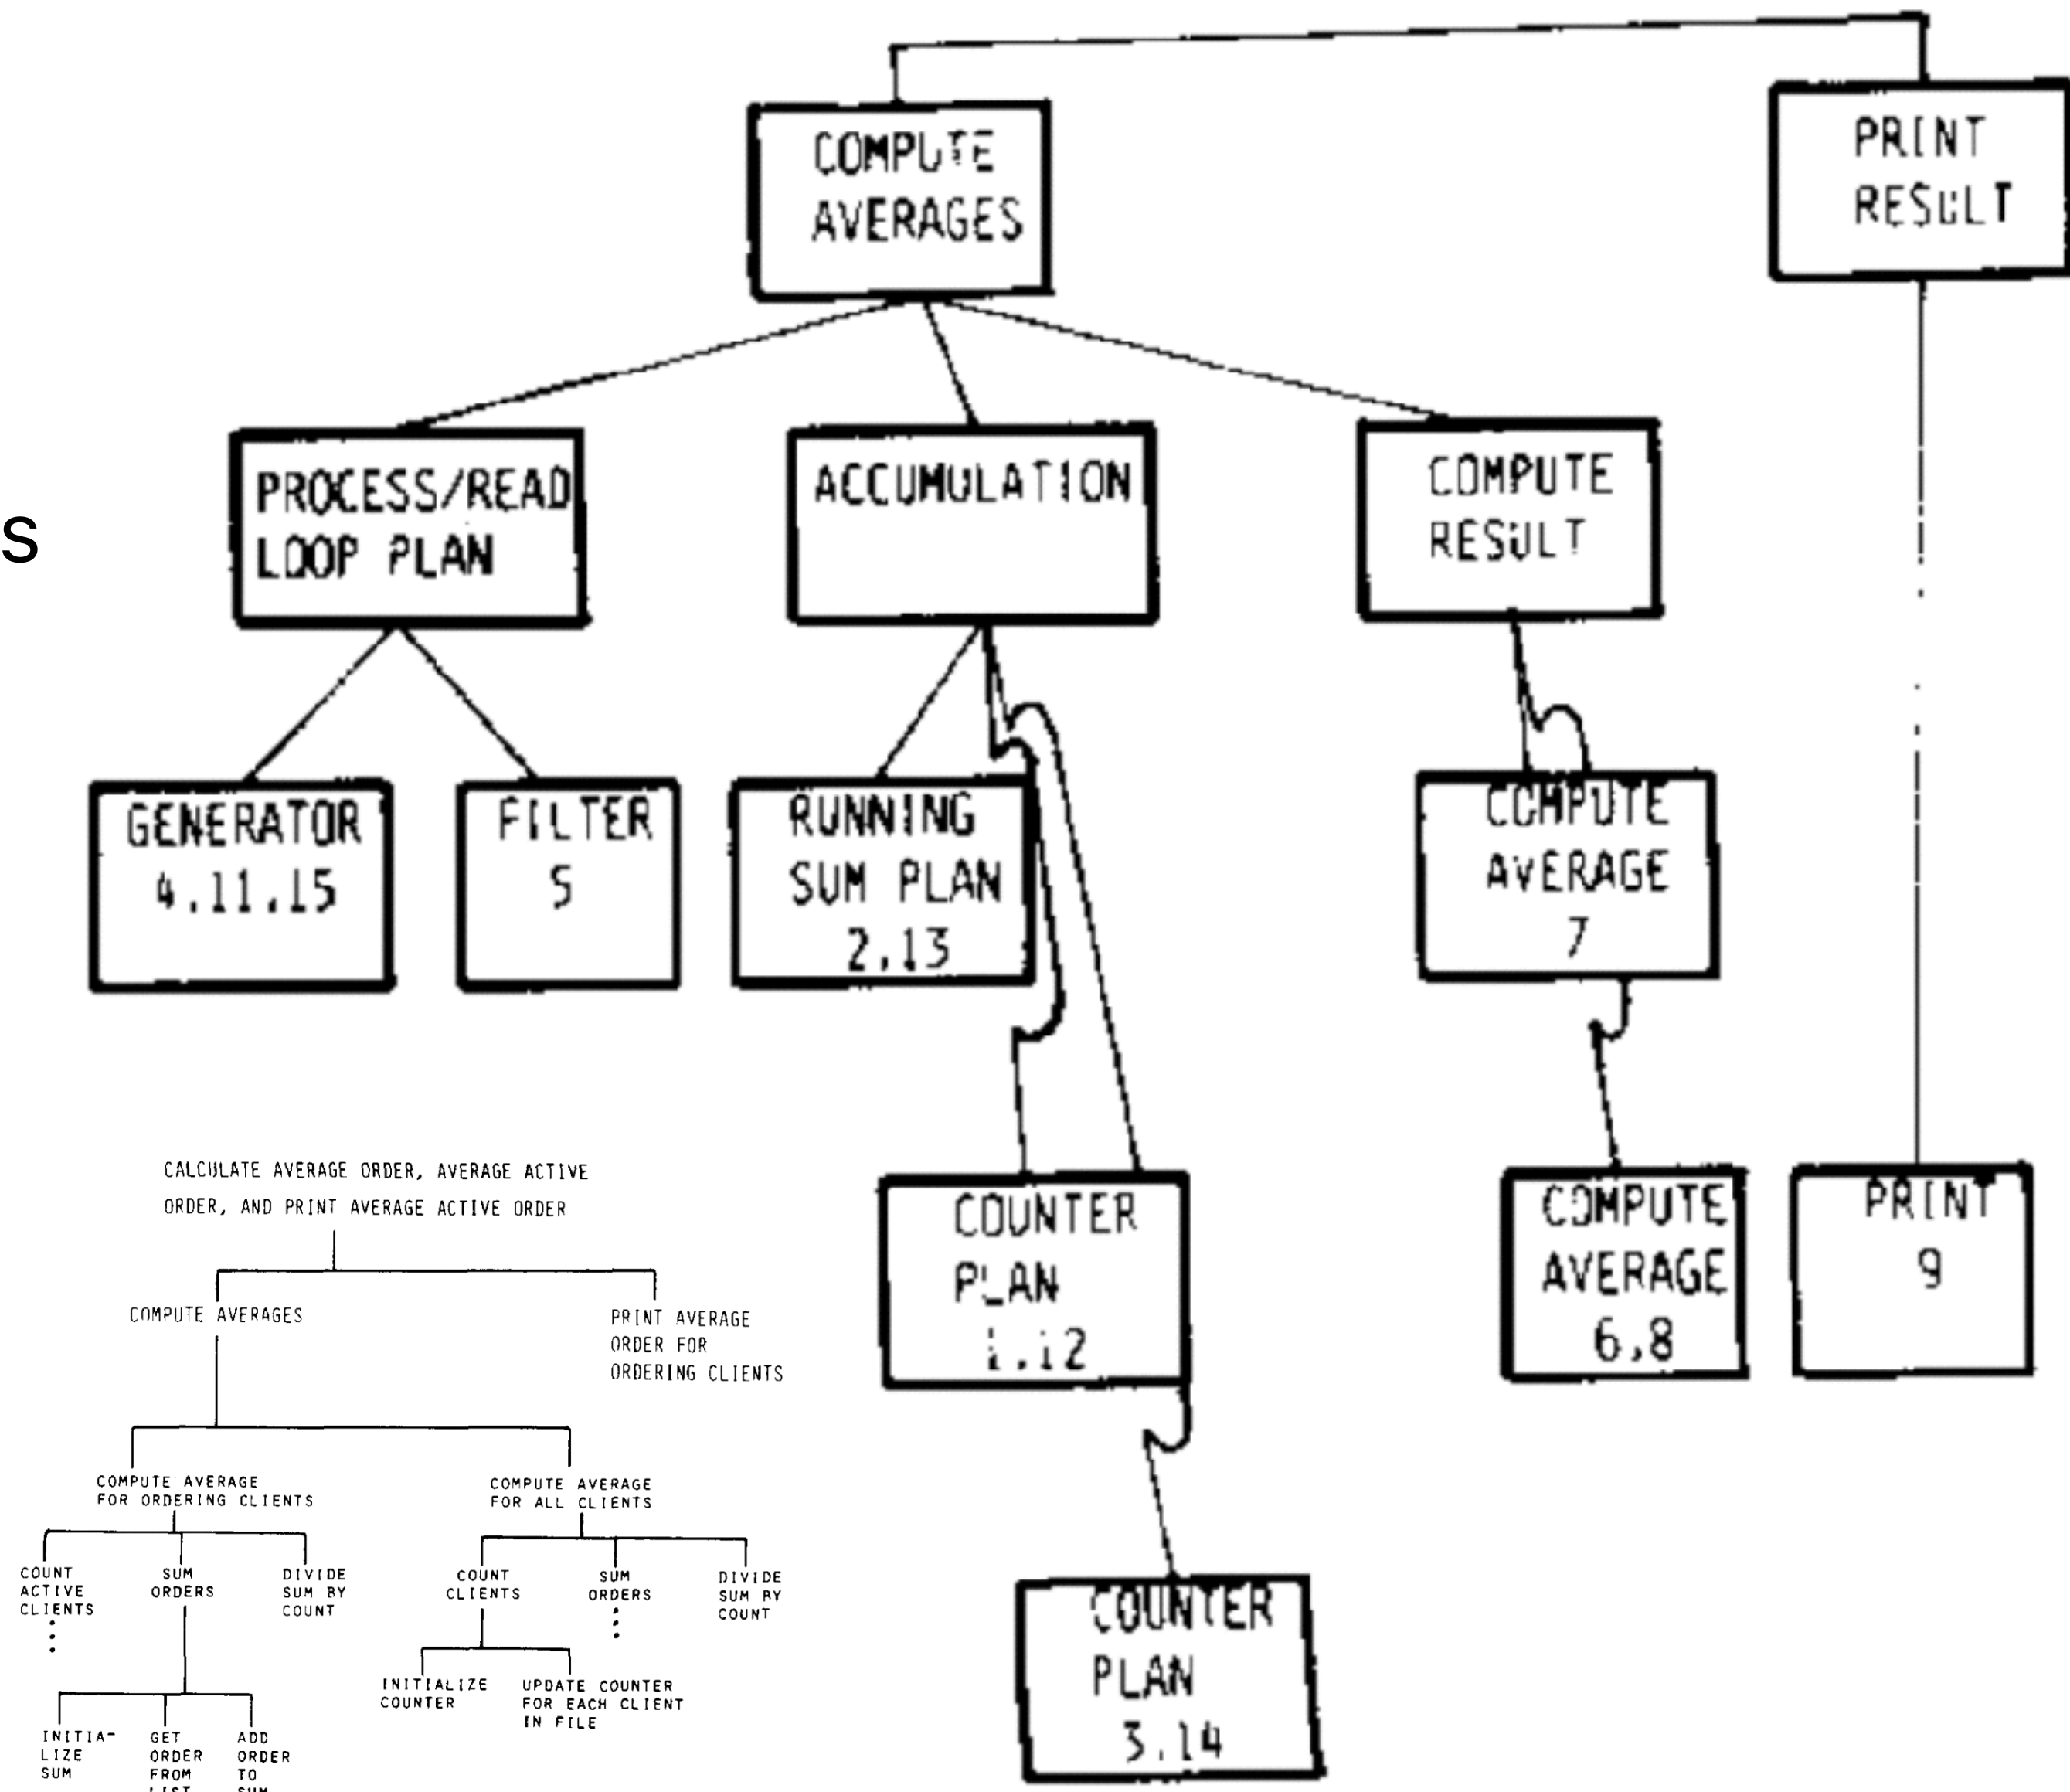 COMPUTE
AVERAGES
PRINT
RESULT
s
PROCESS/READ
LOOP PLAN
ACCUMULATION
COMPUTE
RESULT
GENERATOR
4.11.15
FILTER
5
RUNNING
SUM PLAN
2,13
COMPUTE
AVERAGE
7
COUNTER
PLAN
1.12
COMPUTE
AVERAGE
6,8
PRINT
9
COUNTER
PLAN
3.14
CALCULATE AVERAGE ORDER, AVERAGE ACTIVE
ORDER, AND PRINT AVERAGE ACTIVE ORDER
COMPUTE AVERAGES
PRINT AVERAGE
ORDER FOR
ORDERING CLIENTS
COMPUTE AVERAGE
FOR ORDERING CLIENTS
COMPUTE AVERAGE
FOR ALL CLIENTS
COUNT
ACTIVE
CLIENTS
SUM
ORDERS
DIVIDE
SUM BY
COUNT
COUNT
CLIENTS
SUM
ORDERS
DIVIDE
SUM BY
COUNT
INITIALIZE
COUNTER
UPDATE COUNTER
FOR EACH CLIENT
IN FILE
INITIA-
LIZE
SUM
GET
ORDER
FROM
LIST
ADD
ORDER
TO
SUM